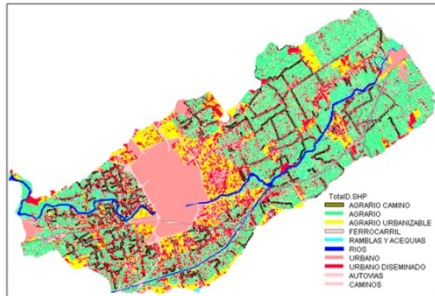 TotalD.SHP
AGRARIO CAMINO
AGRARIO
AGRARIO URBANIZABLE
FERROCARRIL
RAMBLAS Y ACEQUIAS
RIOS
URBANO
URBANO DISEMINADO
AUTOVIAS
CAMINOS